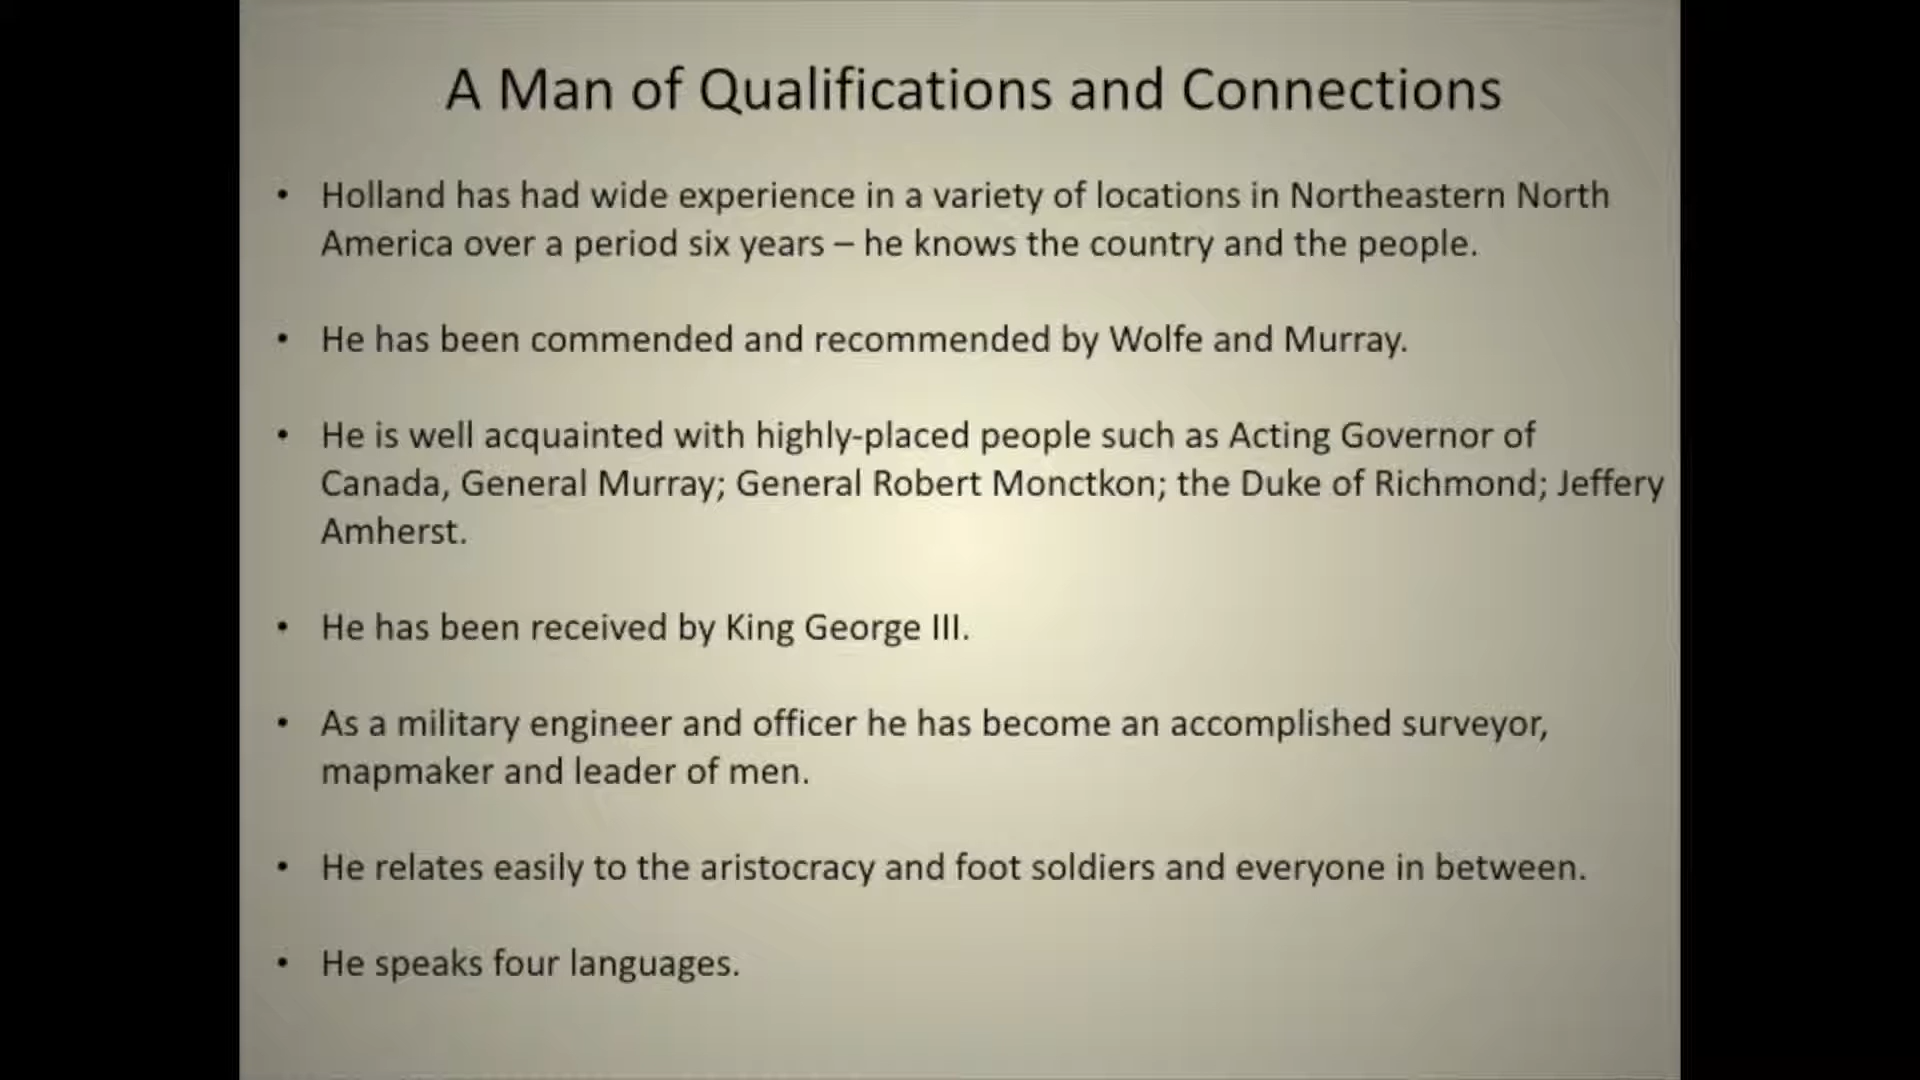 A Man of Qualifications and Connections
• Holland has had wide experience in a variety of locations in Northeastern North
America over a period six years – he knows the country and the people.
• He has been commended and recommended by Wolfe and Murray.
• He is well acquainted with highly-placed people such as Acting Governor of
Canada, General Murray; General Robert Monctkon; the Duke of Richmond; Jeffery
Amherst.
• He has been received by King George III.
• As a military engineer and officer he has become an accomplished surveyor,
mapmaker and leader of men.
• He relates easily to the aristocracy and foot soldiers and everyone in between.
• He speaks four languages.